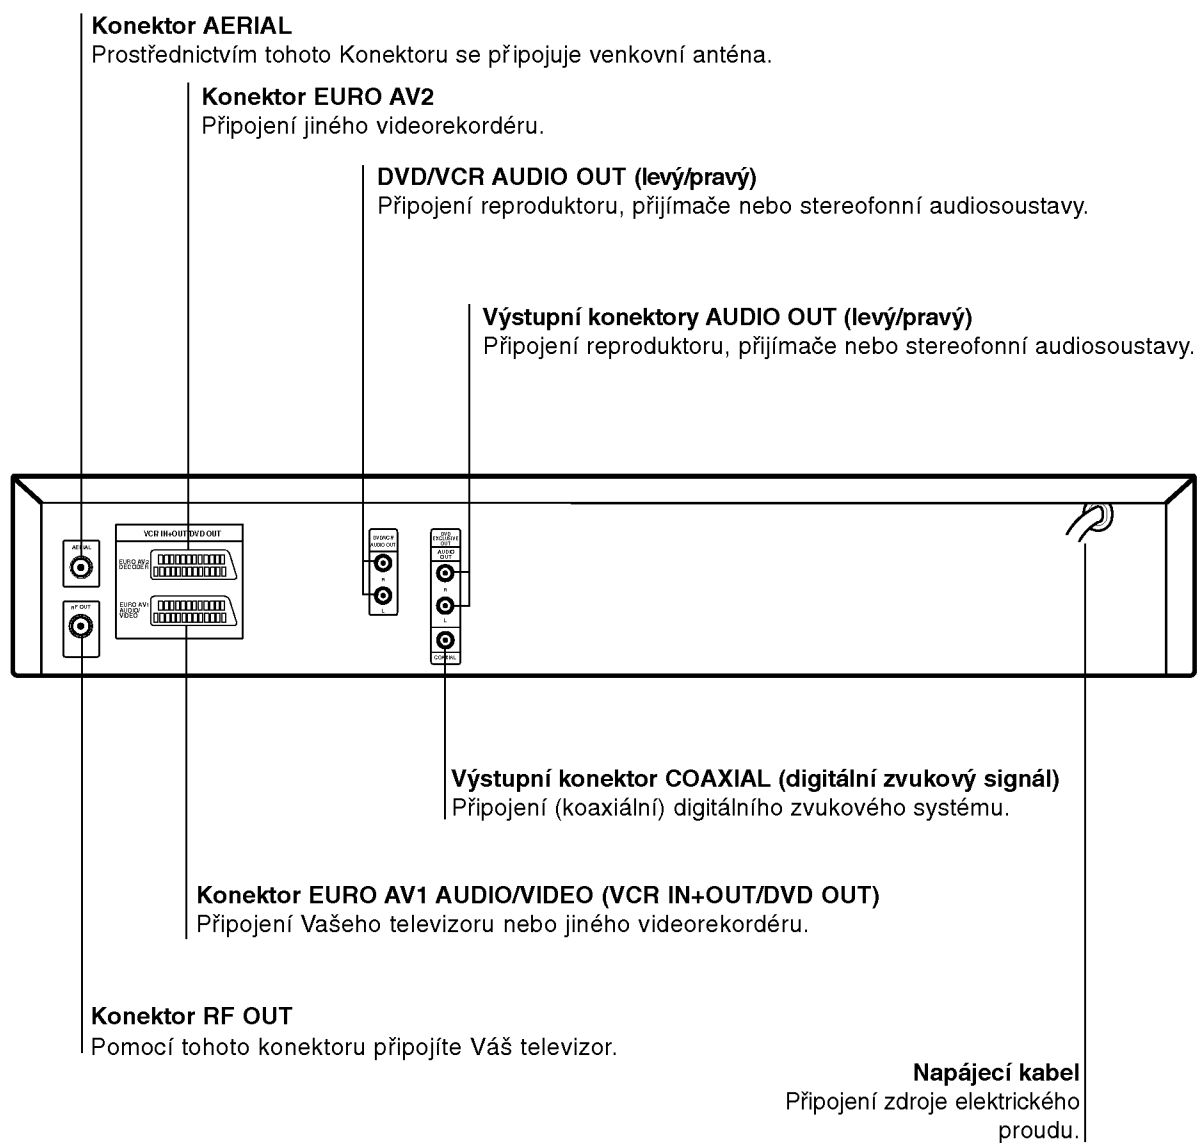 Konektor AERIAL
Prostřednictvím tohoto Konektoru se připojuje venkovní anténa.
Konektor EURO AV2
Připojení jiného videorekordéru.
DVD/VCR AUDIO OUT (levý/pravý)
Připojení reproduktoru, přijímače nebo stereofonní audiosoustavy.
Výstupní konektory AUDIO OUT (levý/pravý)
Připojení reproduktoru, přijímače nebo stereofonní audiosoustavy.
AERIAL
RF OUT
VCR IN+OUT/DVD OUT
EURO AV2
DECODER
EURO AV1
AUDIO/
VIDEO
DVD/VCR
AUDIO OUT
R
L
DVD
EXCLUSIVE
OUT
AUDIO
OUT
R
L
COAXIAL
Výstupní konektor COAXIAL (digitální zvukový signál)
Připojení (koaxiální) digitálního zvukového systému.
Konektor EURO AV1 AUDIO/VIDEO (VCR IN+OUT/DVD OUT)
Připojení Vašeho televizoru nebo jiného videorekordéru.
Konektor RF OUT
Pomocí tohoto konektoru připojíte Váš televizor.
Napájecí kabel
Připojení zdroje elektrického
proudu.